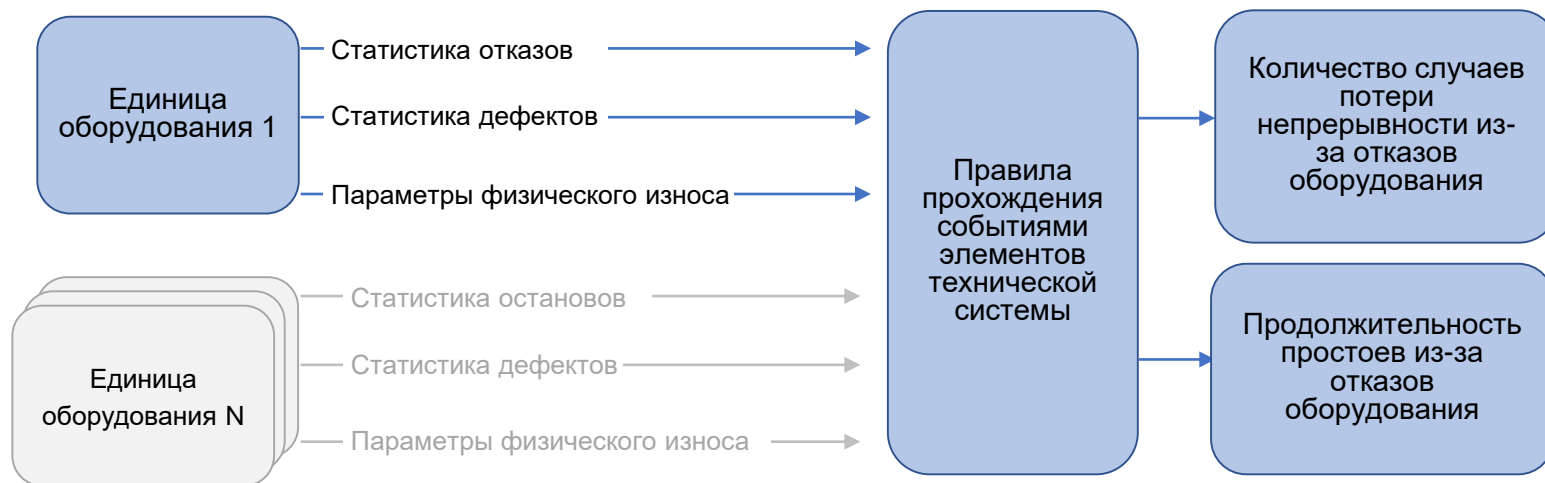 Единица
оборудования 1
Статистика отказов
Статистика дефектов
Параметры физического износа
Единица
оборудования N
Статистика остановов
Статистика дефектов
Параметры физического износа
Правила
прохождения
событиями
элементов
технической
системы
Количество случаев
потери
непрерывности из-
за отказов
оборудования
Продолжительность
простоев из-за
отказов
оборудования